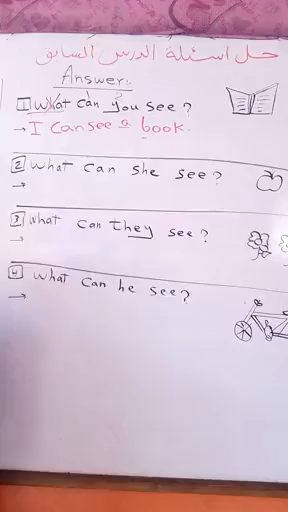 حل اسئلة الدرس السابق
Answer:
1 What can you see?
→ I can see a book.
2 What can she see?
→
3 What can they see?
→
4 What can he see?
→